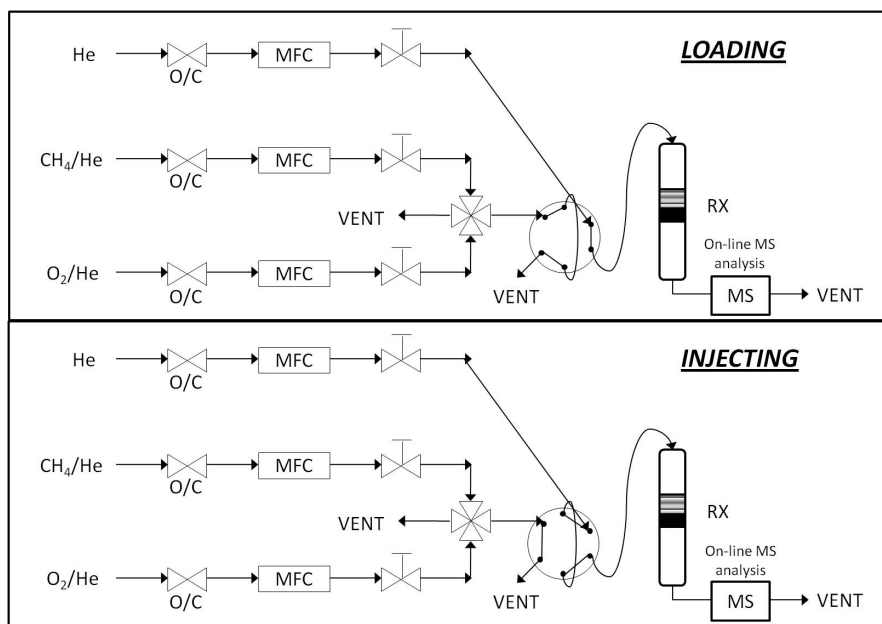 LOADING
He
O/C
MFC
CH₄/He
O/C
MFC
VENT
RX
O₂/He
O/C
MFC
VENT
On-line MS
analysis
MS
VENT
INJECTING
He
O/C
MFC
CH₄/He
O/C
MFC
VENT
RX
O₂/He
O/C
MFC
VENT
On-line MS
analysis
MS
VENT